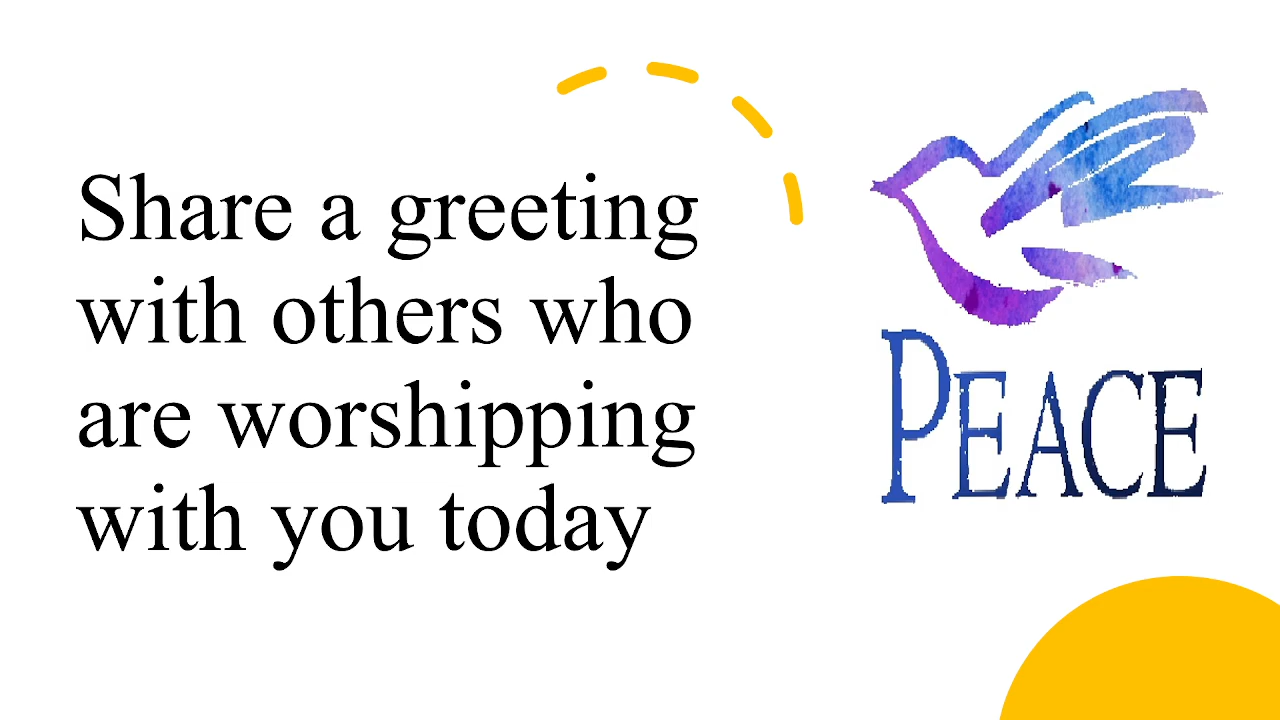 Share a greeting
with others who
are worshipping
with you today
PEACE